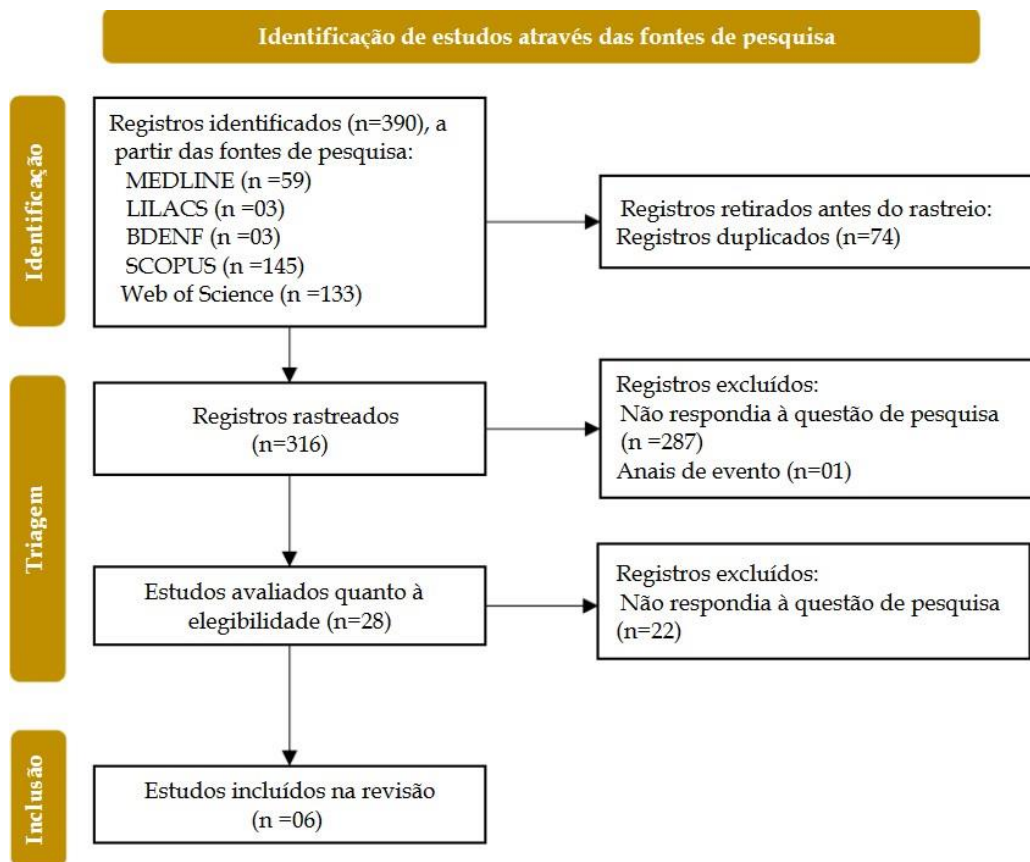 Identificação de estudos através das fontes de pesquisa
Identificação
Registros identificados (n=390), a
partir das fontes de pesquisa:
MEDLINE (n =59)
LILACS (n =03)
BDENF (n =03)
SCOPUS (n =145)
Web of Science (n =133)
Registros retirados antes do rastreio:
Registros duplicados (n=74)
Triagem
Registros rastreados
(n=316)
Registros excluídos:
Não respondia à questão de pesquisa
(n =287)
Anais de evento (n=01)
Estudos avaliados quanto à
elegibilidade (n=28)
Registros excluídos:
Não respondia à questão de pesquisa
(n=22)
Inclusão
Estudos incluídos na revisão
(n =06)